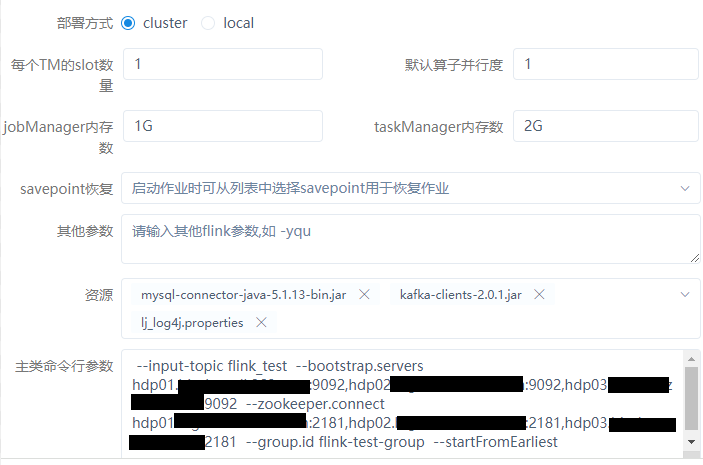 部署方式 cluster local
每个TM的slot数量 1 默认算子并行度 1
jobManager内存数 1G taskManager内存数 2G
savepoint恢复 启动作业时可从列表中选择savepoint用于恢复作业
其他参数 请输入其他flink参数,如 -yqu
资源 mysql-connector-java-5.1.13-bin.jar kafka-clients-2.0.1.jar
lj_log4j.properties
主类命令行参数 --input-topic flink_test --bootstrap.servers
hdp01. :9092,hdp02 :9092,hdp03
9092 --zookeeper.connect
hdp01 :2181,hdp02. :2181,hdp03.
2181 --group.id flink-test-group --startFromEarliest